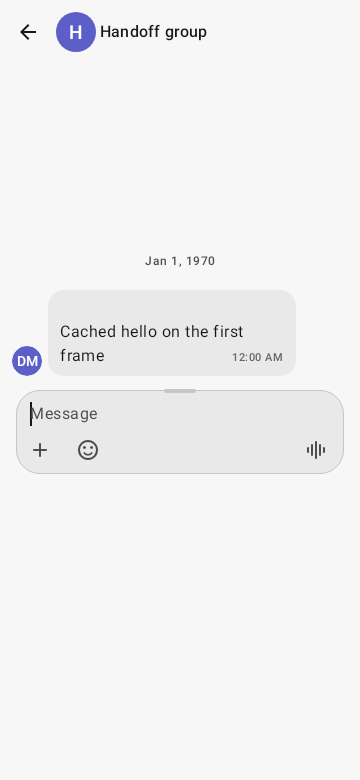 H Handoff group
Jan 1, 1970
Cached hello on the first
frame 12:00 AM
DM
Message